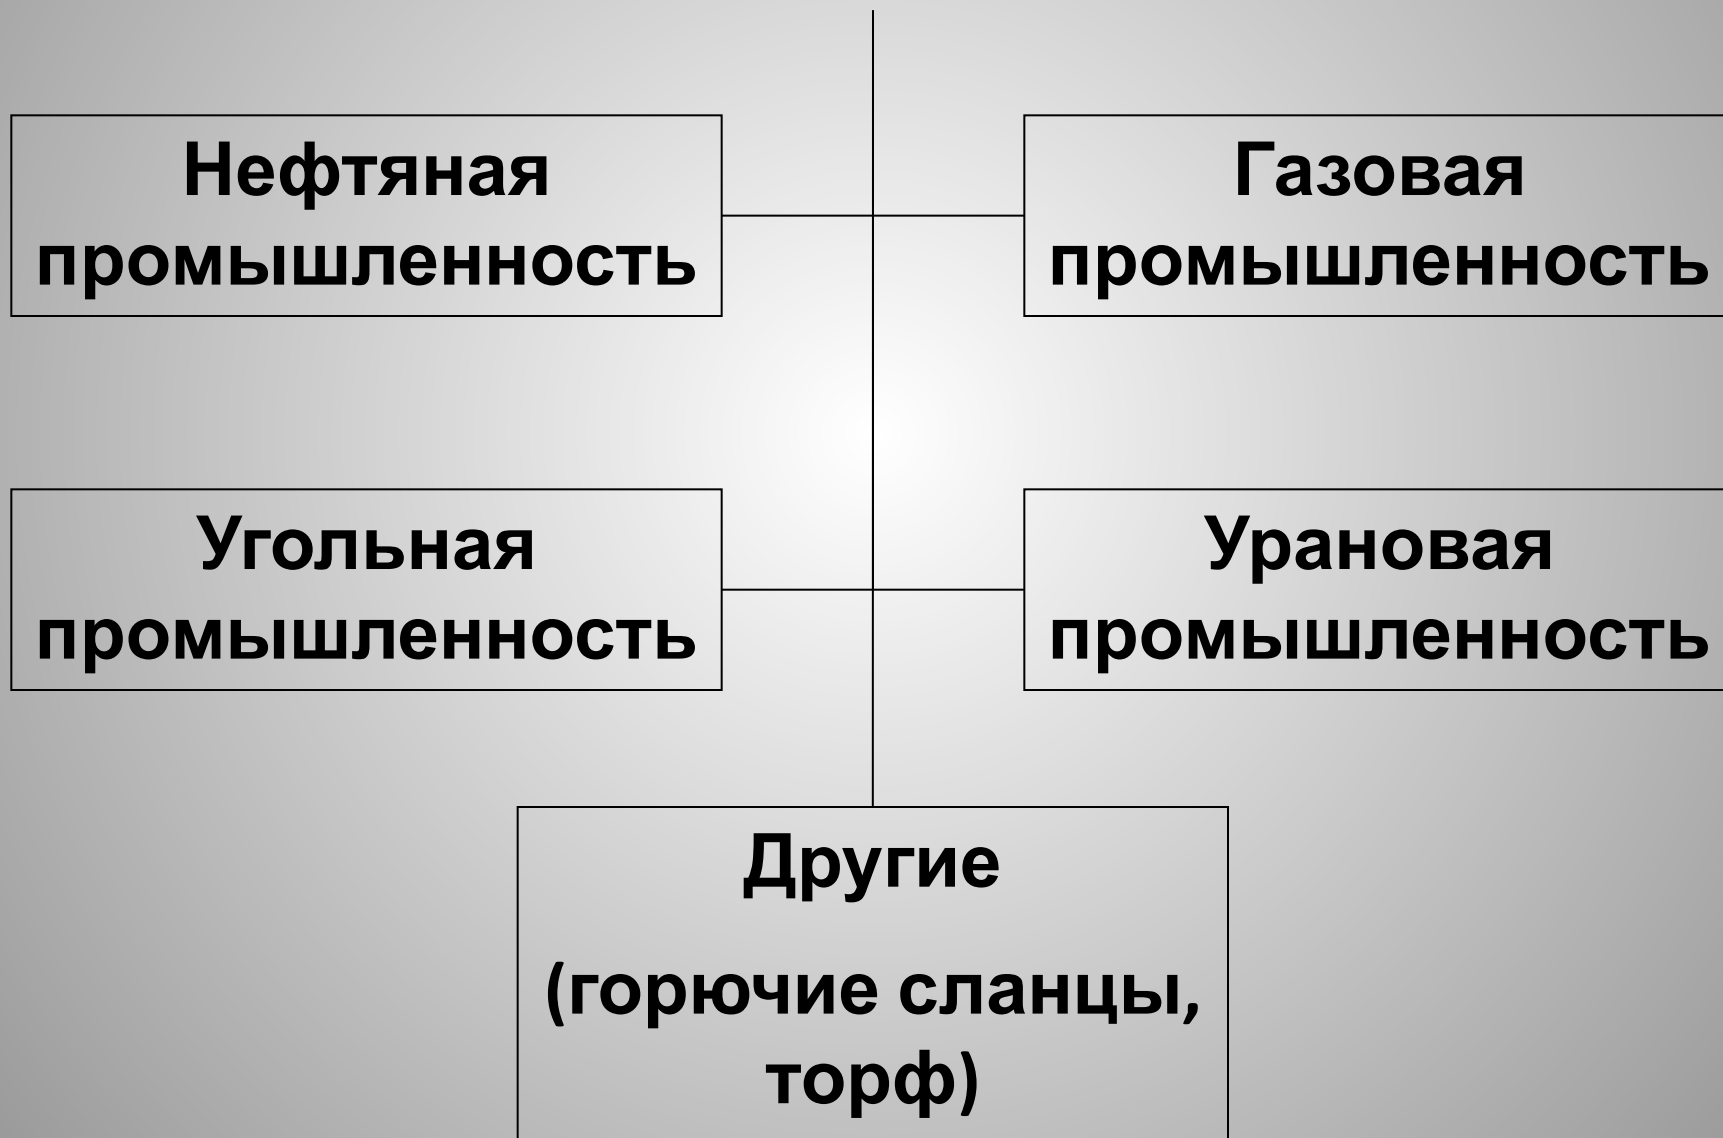 Нефтяная
промышленность
Газовая
промышленность
Угольная
промышленность
Урановая
промышленность
Другие
(горючие сланцы,
торф)